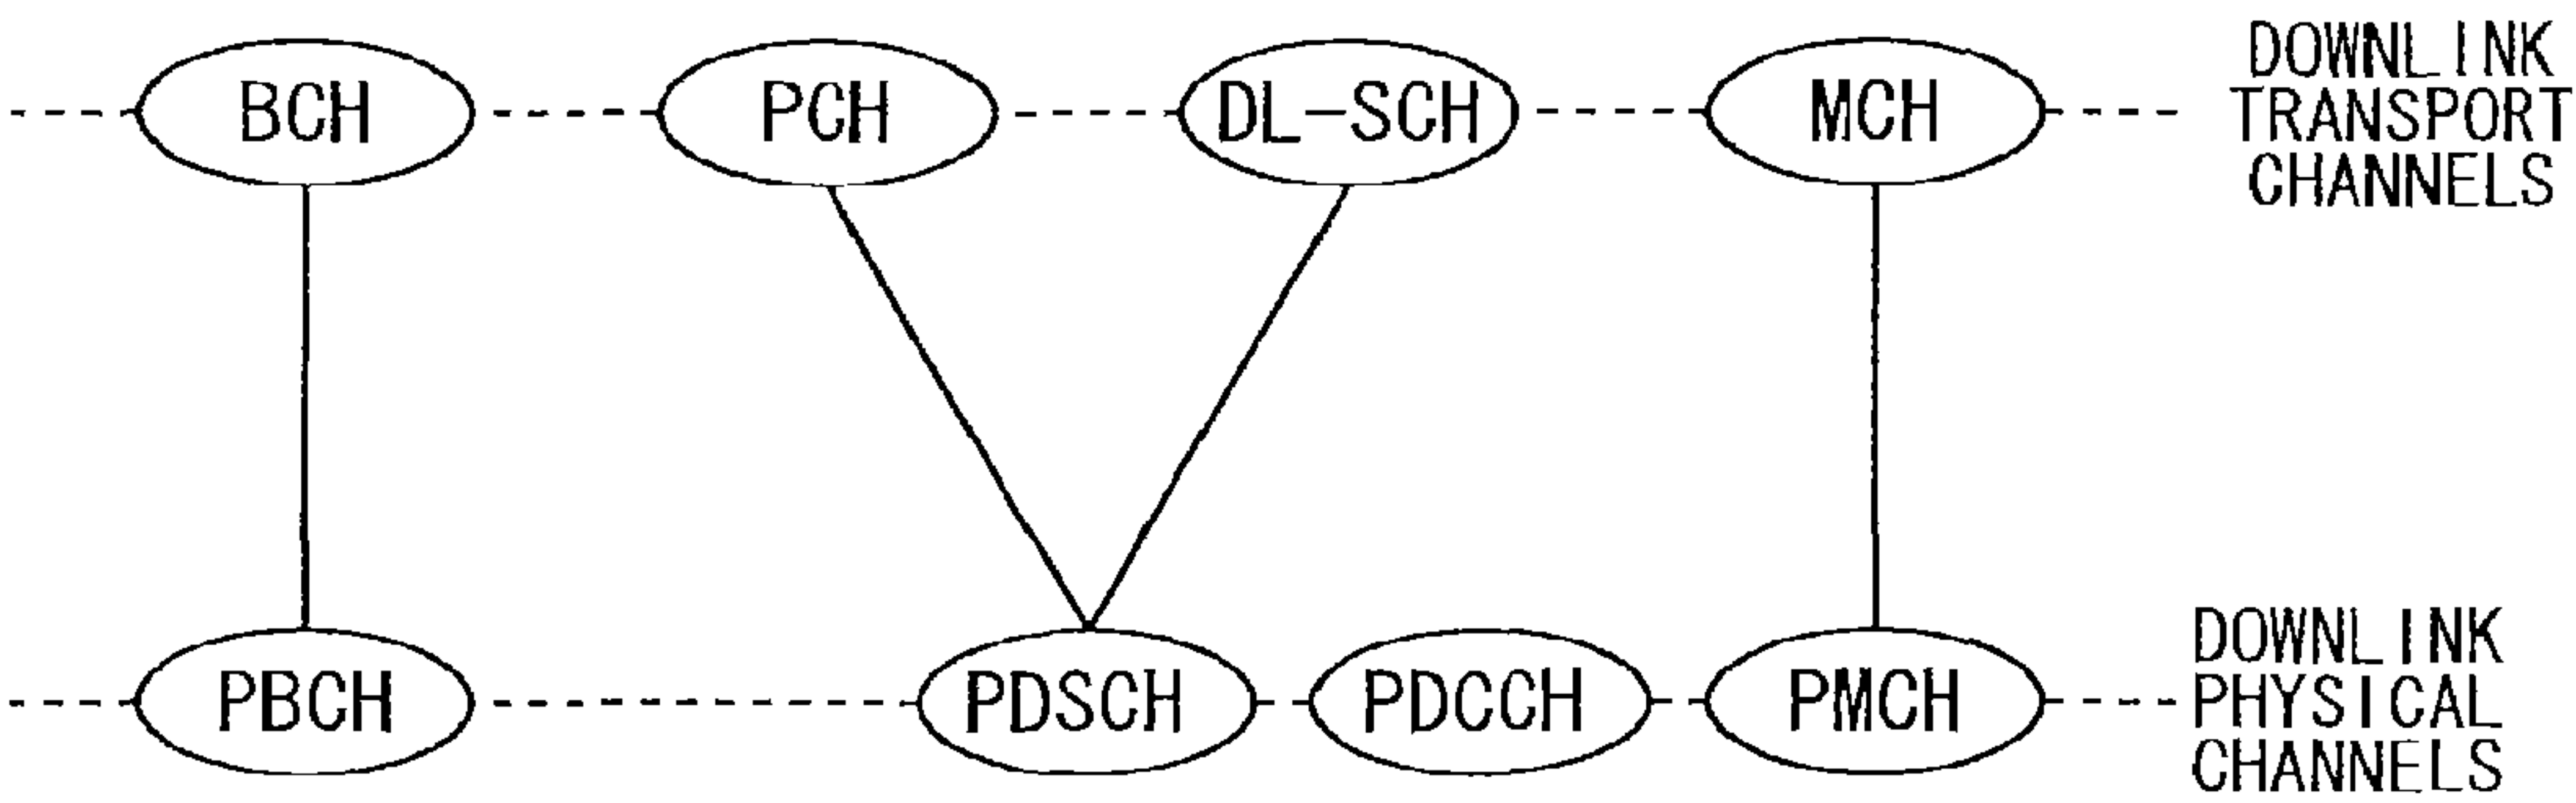 BCH
PCH
DL-SCH
MCH
DOWNLINK
TRANSPORT
CHANNELS
PBCH
PDSCH
PDCCH
PMCH
DOWNLINK
PHYSICAL
CHANNELS